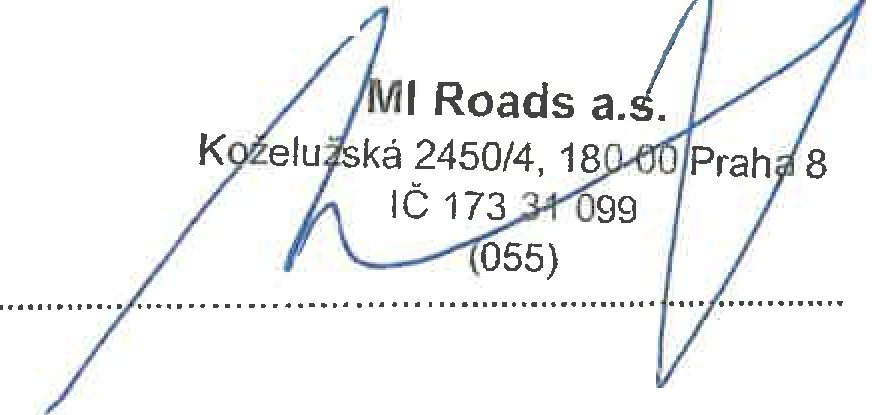 MI Roads a.s.
Koželužská 2450/4, 180 00 Praha 8
IČ 173 31 099
(055)